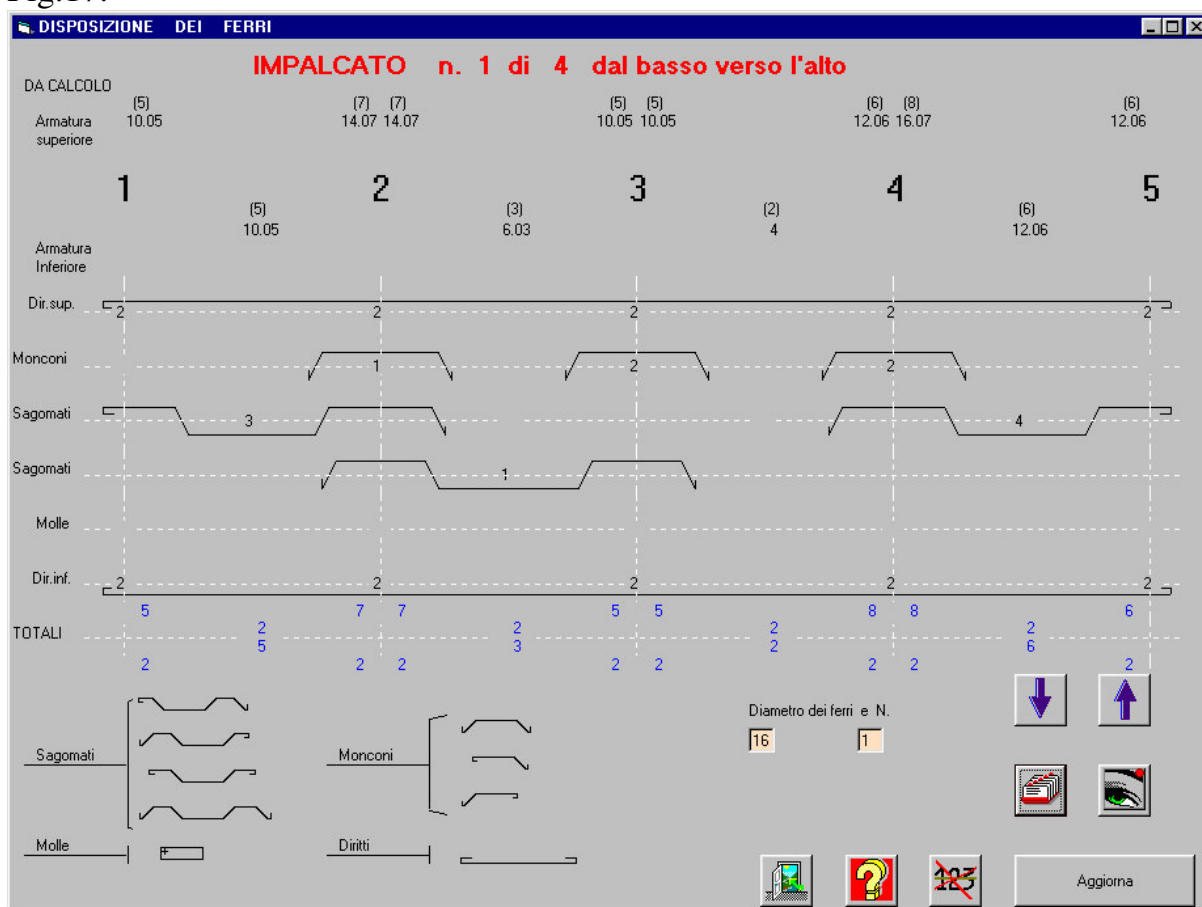 Fig.17.
DISPOSIZIONE DEI FERRI
IMPALCATO n. 1 di 4 dal basso verso l'alto
DA CALCOLO
(5) (7) (7) (5) (5) (6) (8) (6)
Armatura 10.05 14.07 14.07 10.05 10.05 12.06 16.07 12.06
superiore
1 2 3 4 5
(5) (3) (2) (6)
10.05 6.03 4 12.06
Armatura
Inferiore
Dir.sup. 2 2 2 2 2
Monconi 1 2 2
Sagomati 3 4
Sagomati 1
Molle
Dir.inf. 2 2 2 2 2
5 7 7 5 5 8 8 6
TOTALI 2 2 2 2
5 3 2 6
2 2 2 2 2 2 2 2
Diametro dei ferri e N.
16 1
Sagomati Monconi
Molle Diritti
123
Aggiorna